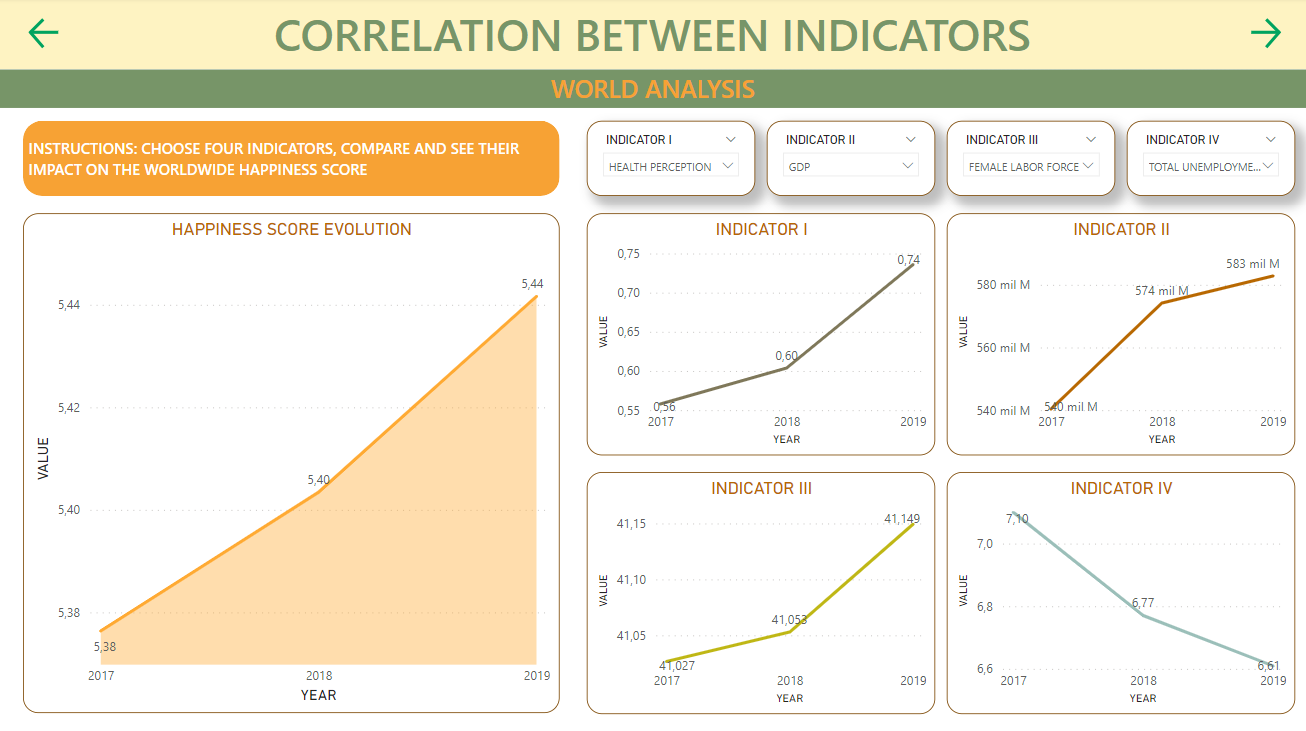 CORRELATION BETWEEN INDICATORS
WORLD ANALYSIS
INSTRUCTIONS: CHOOSE FOUR INDICATORS, COMPARE AND SEE THEIR
IMPACT ON THE WORLDWIDE HAPPINESS SCORE
INDICATOR I
HEALTH PERCEPTION
INDICATOR II
GDP
INDICATOR III
FEMALE LABOR FORCE
INDICATOR IV
TOTAL UNEMPLOYME...
HAPPINESS SCORE EVOLUTION
5,44
5,44
5,42
5,40
5,40
5,38
5,38
VALUE
2017 2018 2019
YEAR
INDICATOR I
0,75
0,74
0,70
0,65
0,60
0,60
0,55
0,56
VALUE
2017 2018 2019
YEAR
INDICATOR II
583 mil M
580 mil M
574 mil M
560 mil M
540 mil M
540 mil M
VALUE
2017 2018 2019
YEAR
INDICATOR III
41,15
41,149
41,10
41,053
41,05
41,027
VALUE
2017 2018 2019
YEAR
INDICATOR IV
7,10
7,0
6,8
6,77
6,6
6,61
VALUE
2017 2018 2019
YEAR